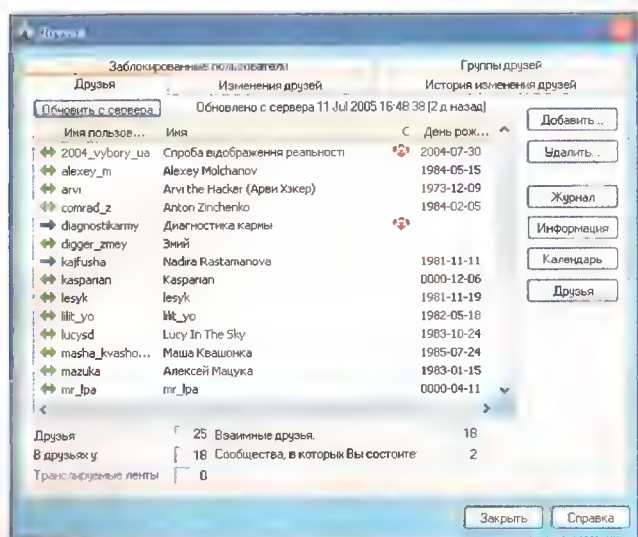 Друзья
Заблокированные пользователи Группы друзей
Друзья Изменения друзей История изменения друзей
Обновить с сервера Обновлено с сервера 11 Jul 2005 16:48 38 [2 д назад]
Имя пользов... Имя С День рож...
2004_vybory_ua Спроба відображення реальності 2004-07-30
alexey_m Alexey Molchanov 1984-05-15
arvi Arvi the Hacker (Арви Хэкер) 1973-12-09
comrad_z Anton Zinchenko 1984-02-05
diagnostikarmy Диагностика кармы
digger_zmey Змий
kajfusha Nadira Rastamanova 1981-11-11
kasparian Kasparian 0000-12-06
lesyk lesyk 1981-11-19
lilit_yo lilit_yo 1982-05-18
lucysd Lucy In The Sky 1983-10-24
masha_kvasho... Маша Квашонка 1985-07-24
mazuka Алексей Мацука 1983-01-15
mr_lpa mr_lpa 0000-04-11
Добавить...
Удалить...
Журнал
Информация
Календарь
Друзья
Друзья 25 Взаимные друзья. 18
В друзьях у 18 Сообщества, в которых Вы состоите 2
Транслируемые ленты 0
Закрыть Справка